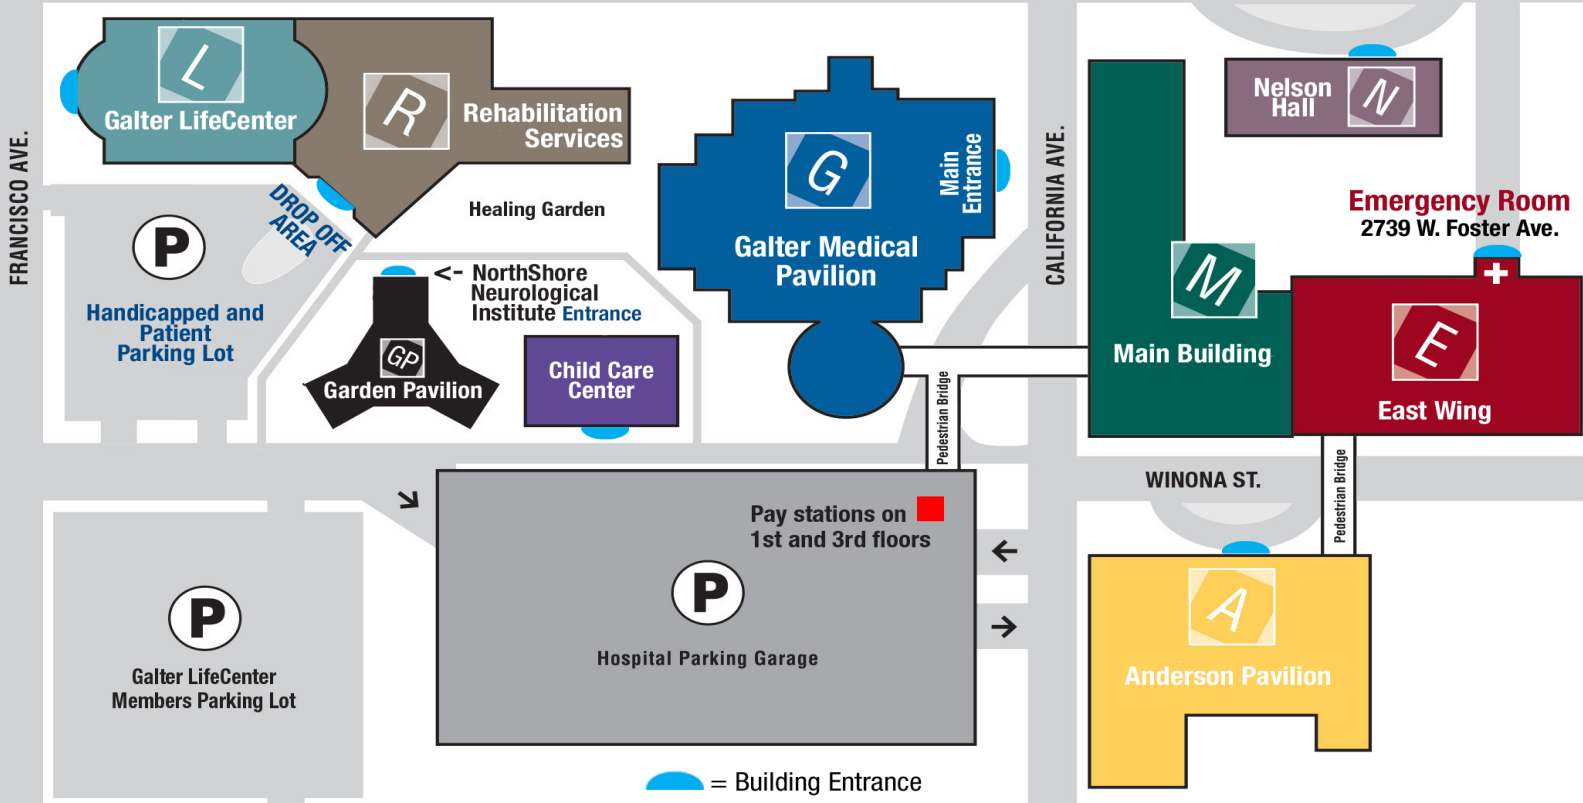 L
Galter LifeCenter
R
Rehabilitation
Services
FRANCISCO AVE.
P
DROP OFF
AREA
Handicapped and
Patient
Parking Lot
Healing Garden
<- NorthShore
Neurological
Institute Entrance
GP
Garden Pavilion
Child Care
Center
G
Main
Entrance
Galter Medical
Pavilion
CALIFORNIA AVE.
Nelson
Hall
N
Emergency Room
2739 W. Foster Ave.
M
Main Building
E
East Wing
Pedestrian Bridge
WINONA ST.
Pedestrian Bridge
Pay stations on
1st and 3rd floors
P
Hospital Parking Garage
P
Galter LifeCenter
Members Parking Lot
A
Anderson Pavilion
= Building Entrance